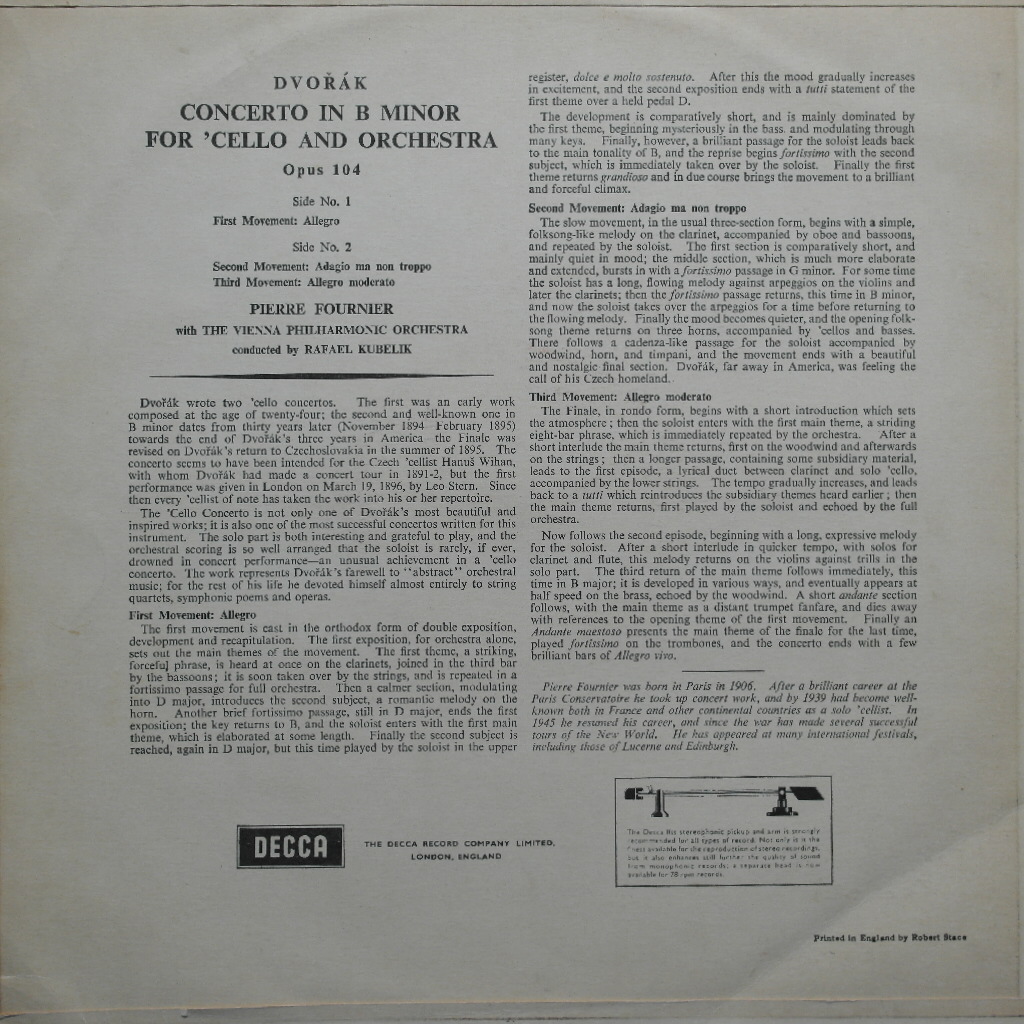 DVOŘÁK
CONCERTO IN B MINOR
FOR 'CELLO AND ORCHESTRA
Opus 104
Side No. 1
First Movement: Allegro
Side No. 2
Second Movement: Adagio ma non troppo
Third Movement: Allegro moderato
PIERRE FOURNIER
with THE VIENNA PHILHARMONIC ORCHESTRA
conducted by RAFAEL KUBELIK
Dvořák wrote two 'cello concertos. The first was an early work
composed at the age of twenty-four; the second and well-known one in
B minor dates from thirty years later (November 1894–February 1895)
towards the end of Dvořák's three years in America—the Finale was
revised on Dvořák's return to Czechoslovakia in the summer of 1895. The
concerto seems to have been intended for the Czech 'cellist Hanuš Wihan,
with whom Dvořák had made a concert tour in 1891-2, but the first
performance was given in London on March 19, 1896, by Leo Stern. Since
then every 'cellist of note has taken the work into his or her repertoire.
The 'Cello Concerto is not only one of Dvořák's most beautiful and
inspired works; it is also one of the most successful concertos written for this
instrument. The solo part is both interesting and grateful to play, and the
orchestral scoring is so well arranged that the soloist is rarely, if ever,
drowned in concert performance—an unusual achievement in a 'cello
concerto. The work represents Dvořák's farewell to "abstract" orchestral
music; for the rest of his life he devoted himself almost entirely to string
quartets, symphonic poems and operas.
First Movement: Allegro
The first movement is cast in the orthodox form of double exposition,
development and recapitulation. The first exposition, for orchestra alone,
sets out the main themes of the movement. The first theme, a striking,
forceful phrase, is heard at once on the clarinets, joined in the third bar
by the bassoons; it is soon taken over by the strings, and is repeated in a
fortissimo passage for full orchestra. Then a calmer section, modulating
into D major, introduces the second subject, a romantic melody on the
horn. Another brief fortissimo passage, still in D major, ends the first
exposition; the key returns to B, and the soloist enters with the first main
theme, which is elaborated at some length. Finally the second subject is
reached, again in D major, but this time played by the soloist in the upper
register, dolce e molto sostenuto. After this the mood gradually increases
in excitement, and the second exposition ends with a tutti statement of the
first theme over a held pedal D.
The development is comparatively short, and is mainly dominated by
the first theme, beginning mysteriously in the bass, and modulating through
many keys. Finally, however, a brilliant passage for the soloist leads back
to the main tonality of B, and the reprise begins fortissimo with the second
subject, which is immediately taken over by the soloist. Finally the first
theme returns grandioso and in due course brings the movement to a brilliant
and forceful climax.
Second Movement: Adagio ma non troppo
The slow movement, in the usual three-section form, begins with a simple,
folksong-like melody on the clarinet, accompanied by oboe and bassoons,
and repeated by the soloist. The first section is comparatively short, and
mainly quiet in mood; the middle section, which is much more elaborate
and extended, bursts in with a fortissimo passage in G minor. For some time
the soloist has a long, flowing melody against arpeggios on the violins and
later the clarinets; then the fortissimo passage returns, this time in B minor,
and now the soloist takes over the arpeggios for a time before returning to
the flowing melody. Finally the mood becomes quieter, and the opening folk-
song theme returns on three horns, accompanied by 'cellos and basses.
There follows a cadenza-like passage for the soloist accompanied by
woodwind, horn, and timpani, and the movement ends with a beautiful
and nostalgic final section. Dvořák, far away in America, was feeling the
call of his Czech homeland.
Third Movement: Allegro moderato
The Finale, in rondo form, begins with a short introduction which sets
the atmosphere; then the soloist enters with the first main theme, a striding
eight-bar phrase, which is immediately repeated by the orchestra. After a
short interlude the main theme returns, first on the woodwind and afterwards
on the strings; then a longer passage, containing some subsidiary material,
leads to the first episode, a lyrical duet between clarinet and solo 'cello,
accompanied by the lower strings. The tempo gradually increases, and leads
back to a tutti which reintroduces the subsidiary themes heard earlier; then
the main theme returns, first played by the soloist and echoed by the full
orchestra.
Now follows the second episode, beginning with a long, expressive melody
for the soloist. After a short interlude in quicker tempo, with solos for
clarinet and flute, this melody returns on the violins against trills in the
solo part. The third return of the main theme follows immediately, this
time in B major; it is developed in various ways, and eventually appears at
half speed on the brass, echoed by the woodwind. A short andante section
follows, with the main theme as a distant trumpet fanfare, and dies away
with references to the opening theme of the first movement. Finally an
Andante maestoso presents the main theme of the finale for the last time,
played fortissimo on the trombones, and the concerto ends with a few
brilliant bars of Allegro vivo.
Pierre Fournier was born in Paris in 1906. After a brilliant career at the
Paris Conservatoire he took up concert work, and by 1939 had become well-
known both in France and other continental countries as a solo 'cellist. In
1945 he resumed his career, and since the war has made several successful
tours of the New World. He has appeared at many international festivals,
including those of Lucerne and Edinburgh.
DECCA
THE DECCA RECORD COMPANY LIMITED,
LONDON, ENGLAND
The Decca ffss stereophonic pickup and arm is strongly
recommended for all types of record. Not only is it the
finest available for the reproduction of stereo recordings,
but it also enhances still further the quality of sound
from monophonic records; a separate head is now
available for 78 rpm records.
Printed in England by Robert Stace